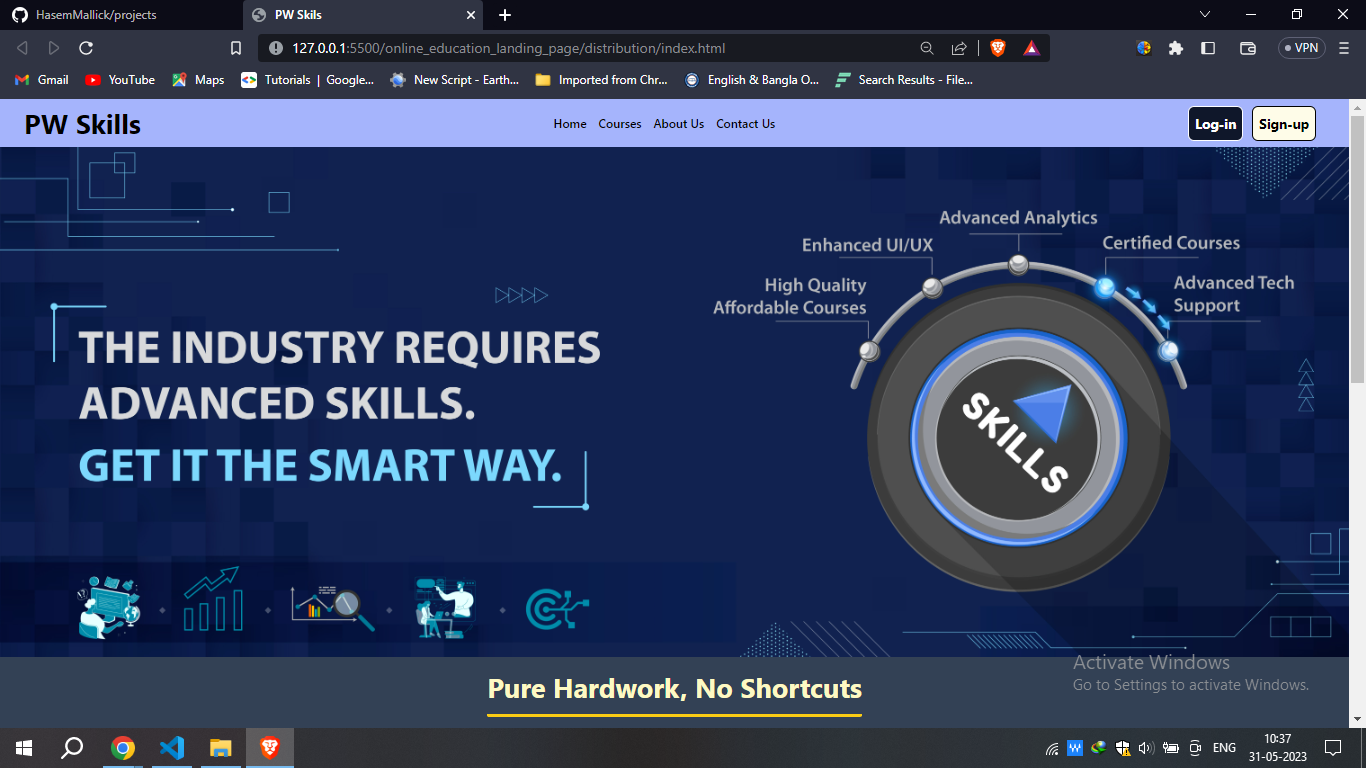 HasemMallick/projects
PW Skils
127.0.0.1:5500/online_education_landing_page/distribution/index.html
VPN
Gmail
YouTube
Maps
Tutorials | Google...
New Script - Earth...
Imported from Chr...
English & Bangla O...
Search Results - File...
PW Skills
Home
Courses
About Us
Contact Us
Log-in
Sign-up
Advanced Analytics
Enhanced UI/UX
Certified Courses
High Quality
Affordable Courses
Advanced Tech
Support
THE INDUSTRY REQUIRES
ADVANCED SKILLS.
GET IT THE SMART WAY.
SKILLS
Activate Windows
Go to Settings to activate Windows.
Pure Hardwork, No Shortcuts
ENG
10:37
31-05-2023